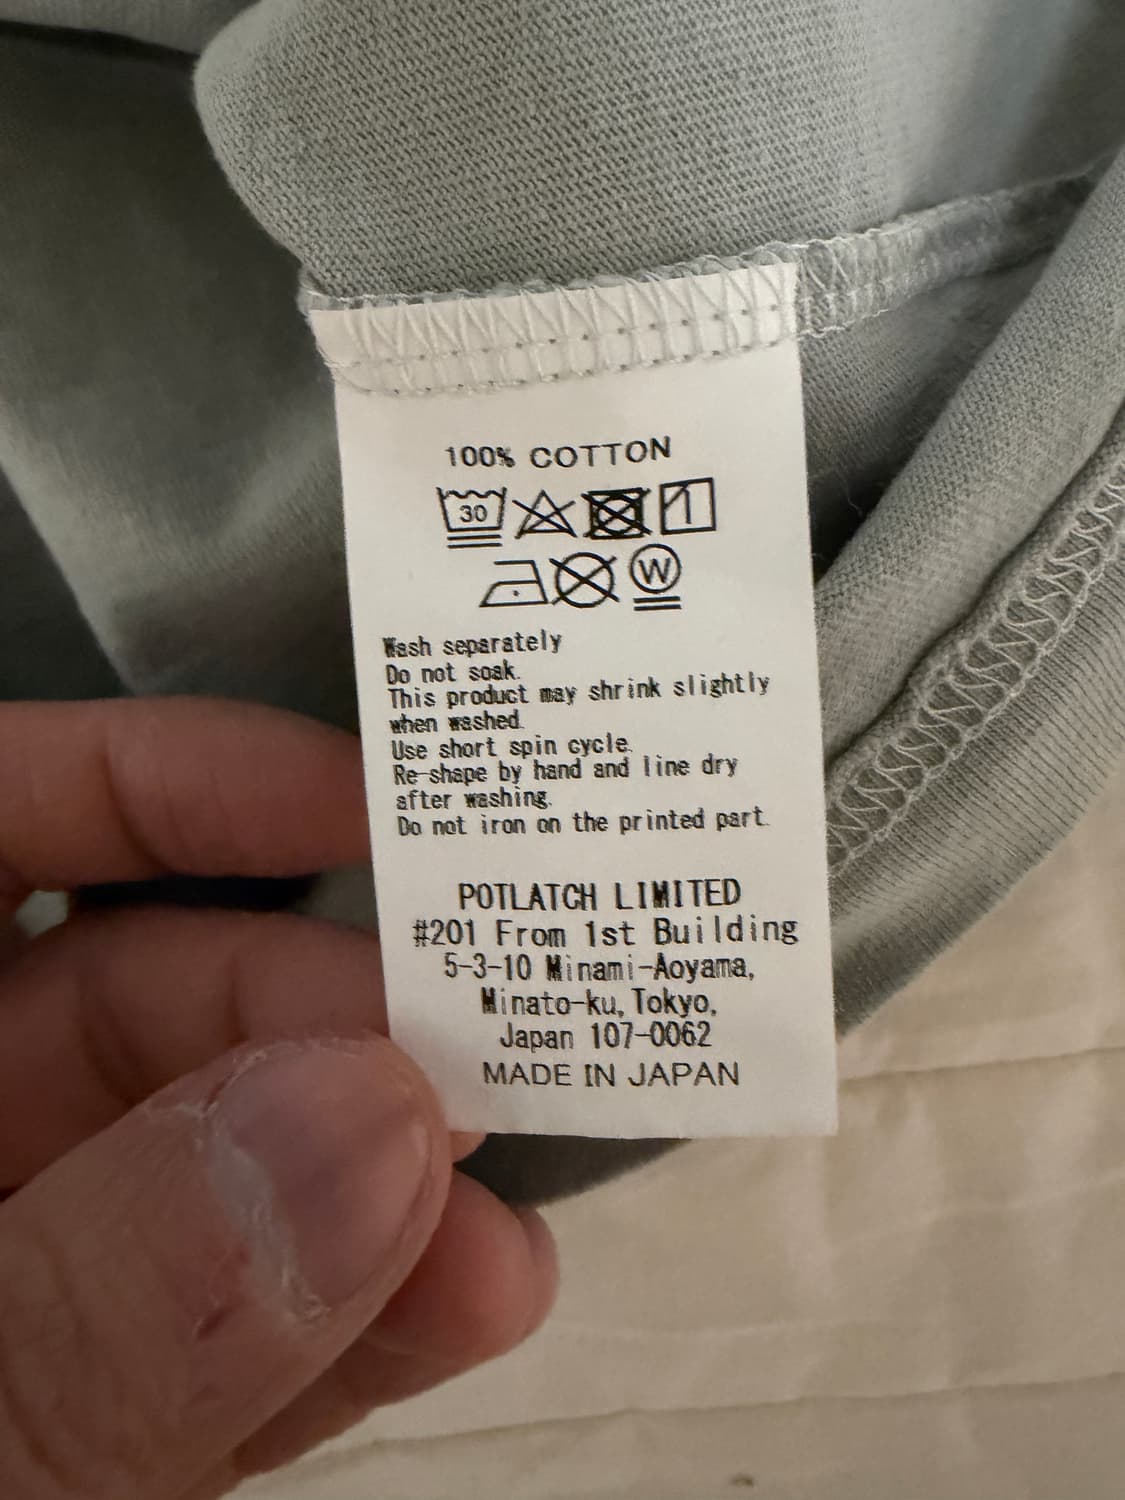 100% COTTON
30
W
Wash separately
Do not soak.
This product may shrink slightly
when washed.
Use short spin cycle.
Re-shape by hand and line dry
after washing.
Do not iron on the printed part.
POTLATCH LIMITED
#201 From 1st Building
5-3-10 Minami-Aoyama,
Minato-ku, Tokyo,
Japan 107-0062
MADE IN JAPAN